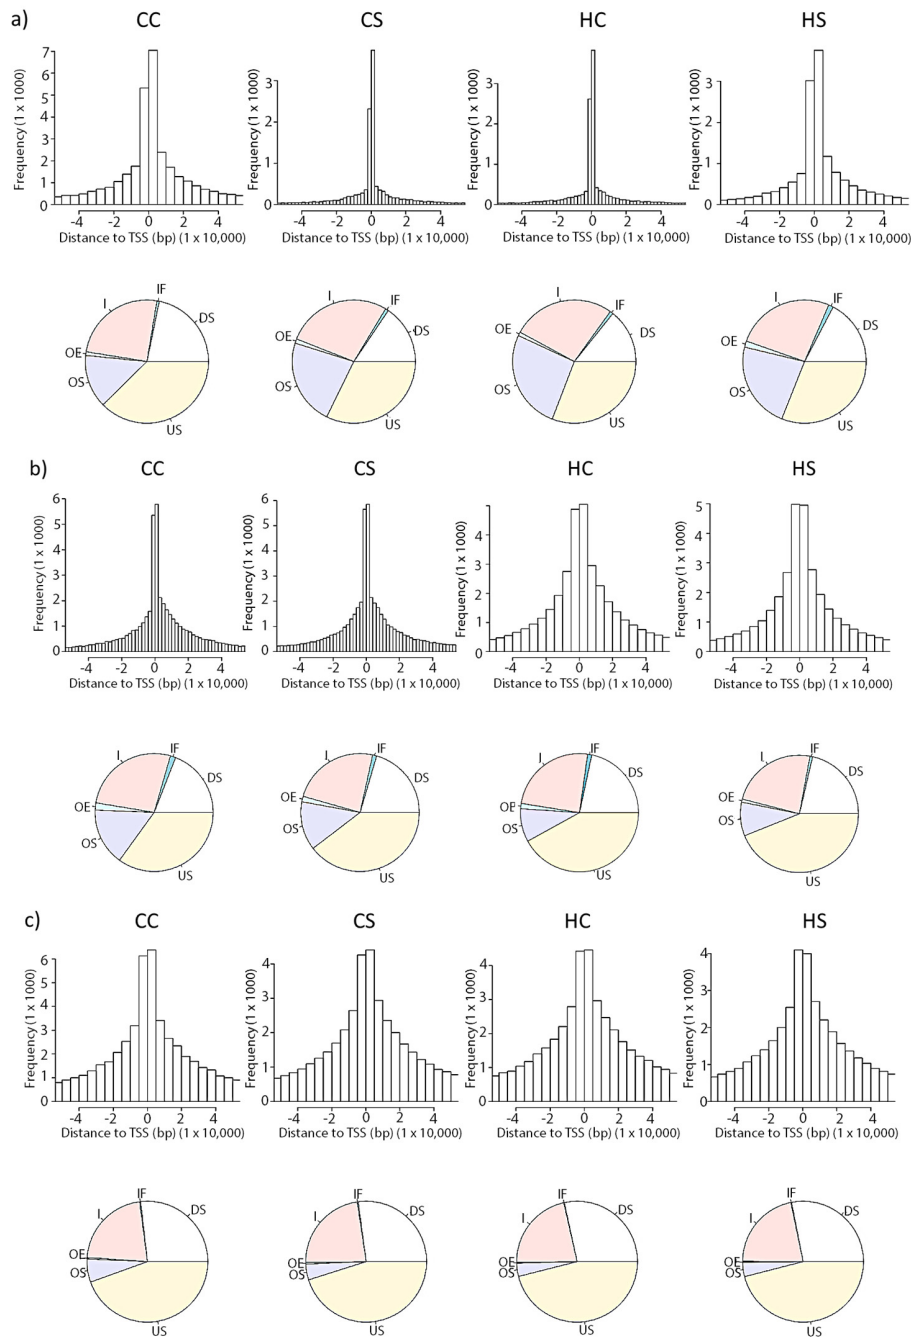 a)
CC CS HC HS
Frequency (1 x 1000)
7
6
5
4
3
2
1
0
-4 -2 0 2 4
Distance to TSS (bp) (1 x 10,000)
Frequency (1 x 1000)
3
2
1
0
-4 -2 0 2 4
Distance to TSS (bp) (1 x 10,000)
Frequency (1 x 1000)
3
2
1
0
-4 -2 0 2 4
Distance to TSS (bp) (1 x 10,000)
Frequency (1 x 1000)
3
2
1
0
-4 -2 0 2 4
Distance to TSS (bp) (1 x 10,000)
I IF DS OE OS US
I IF DS OE OS US
I IF DS OE OS US
I IF DS OE OS US
b)
CC CS HC HS
Frequency (1 x 1000)
6
5
4
3
2
1
0
-4 -2 0 2 4
Distance to TSS (bp) (1 x 10,000)
Frequency (1 x 1000)
6
5
4
3
2
1
0
-4 -2 0 2 4
Distance to TSS (bp) (1 x 10,000)
Frequency (1 x 1000)
5
4
3
2
1
0
-4 -2 0 2 4
Distance to TSS (bp) (1 x 10,000)
Frequency (1 x 1000)
5
4
3
2
1
0
-4 -2 0 2 4
Distance to TSS (bp) (1 x 10,000)
I IF DS OE OS US
I IF DS OE OS US
I IF DS OE OS US
I IF DS OE OS US
c)
CC CS HC HS
Frequency (1 x 1000)
6
5
4
3
2
1
0
-4 -2 0 2 4
Distance to TSS (bp) (1 x 10,000)
Frequency (1 x 1000)
4
3
2
1
0
-4 -2 0 2 4
Distance to TSS (bp) (1 x 10,000)
Frequency (1 x 1000)
4
3
2
1
0
-4 -2 0 2 4
Distance to TSS (bp) (1 x 10,000)
Frequency (1 x 1000)
4
3
2
1
0
-4 -2 0 2 4
Distance to TSS (bp) (1 x 10,000)
I IF DS OE OS US
I IF DS OE OS US
I IF DS OE OS US
I IF DS OE OS US